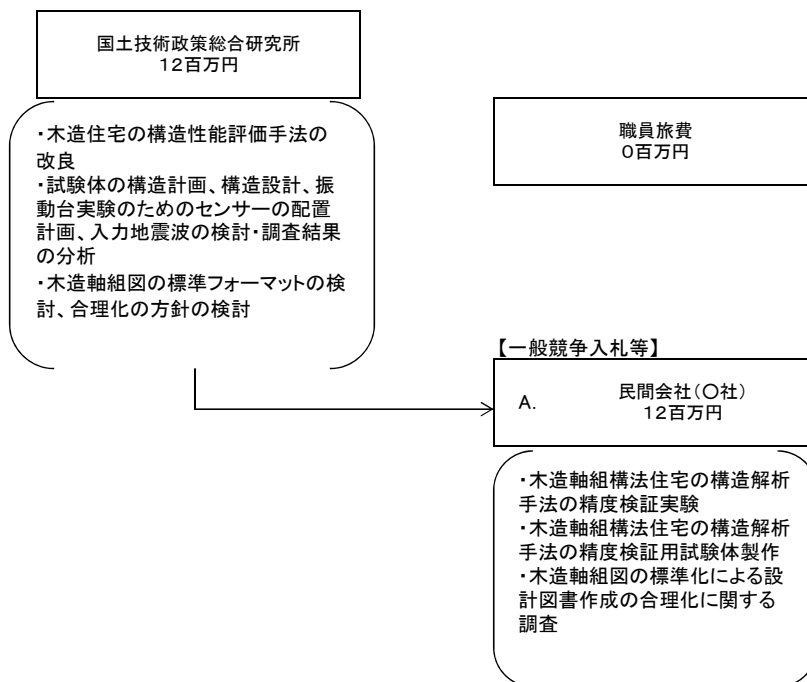 国土技術政策総合研究所
12百万円
・木造住宅の構造性能評価手法の
改良
・試験体の構造計画、構造設計、振
動台実験のためのセンサーの配置
計画、入力地震波の検討・調査結果
の分析
・木造軸組図の標準フォーマットの検
討、合理化の方針の検討
職員旅費
0百万円
【一般競争入札等】
A. 民間会社(〇社)
12百万円
・木造軸組構法住宅の構造解析
手法の精度検証実験
・木造軸組構法住宅の構造解析
手法の精度検証用試験体製作
・木造軸組図の標準化による設
計図書作成の合理化に関する
調査